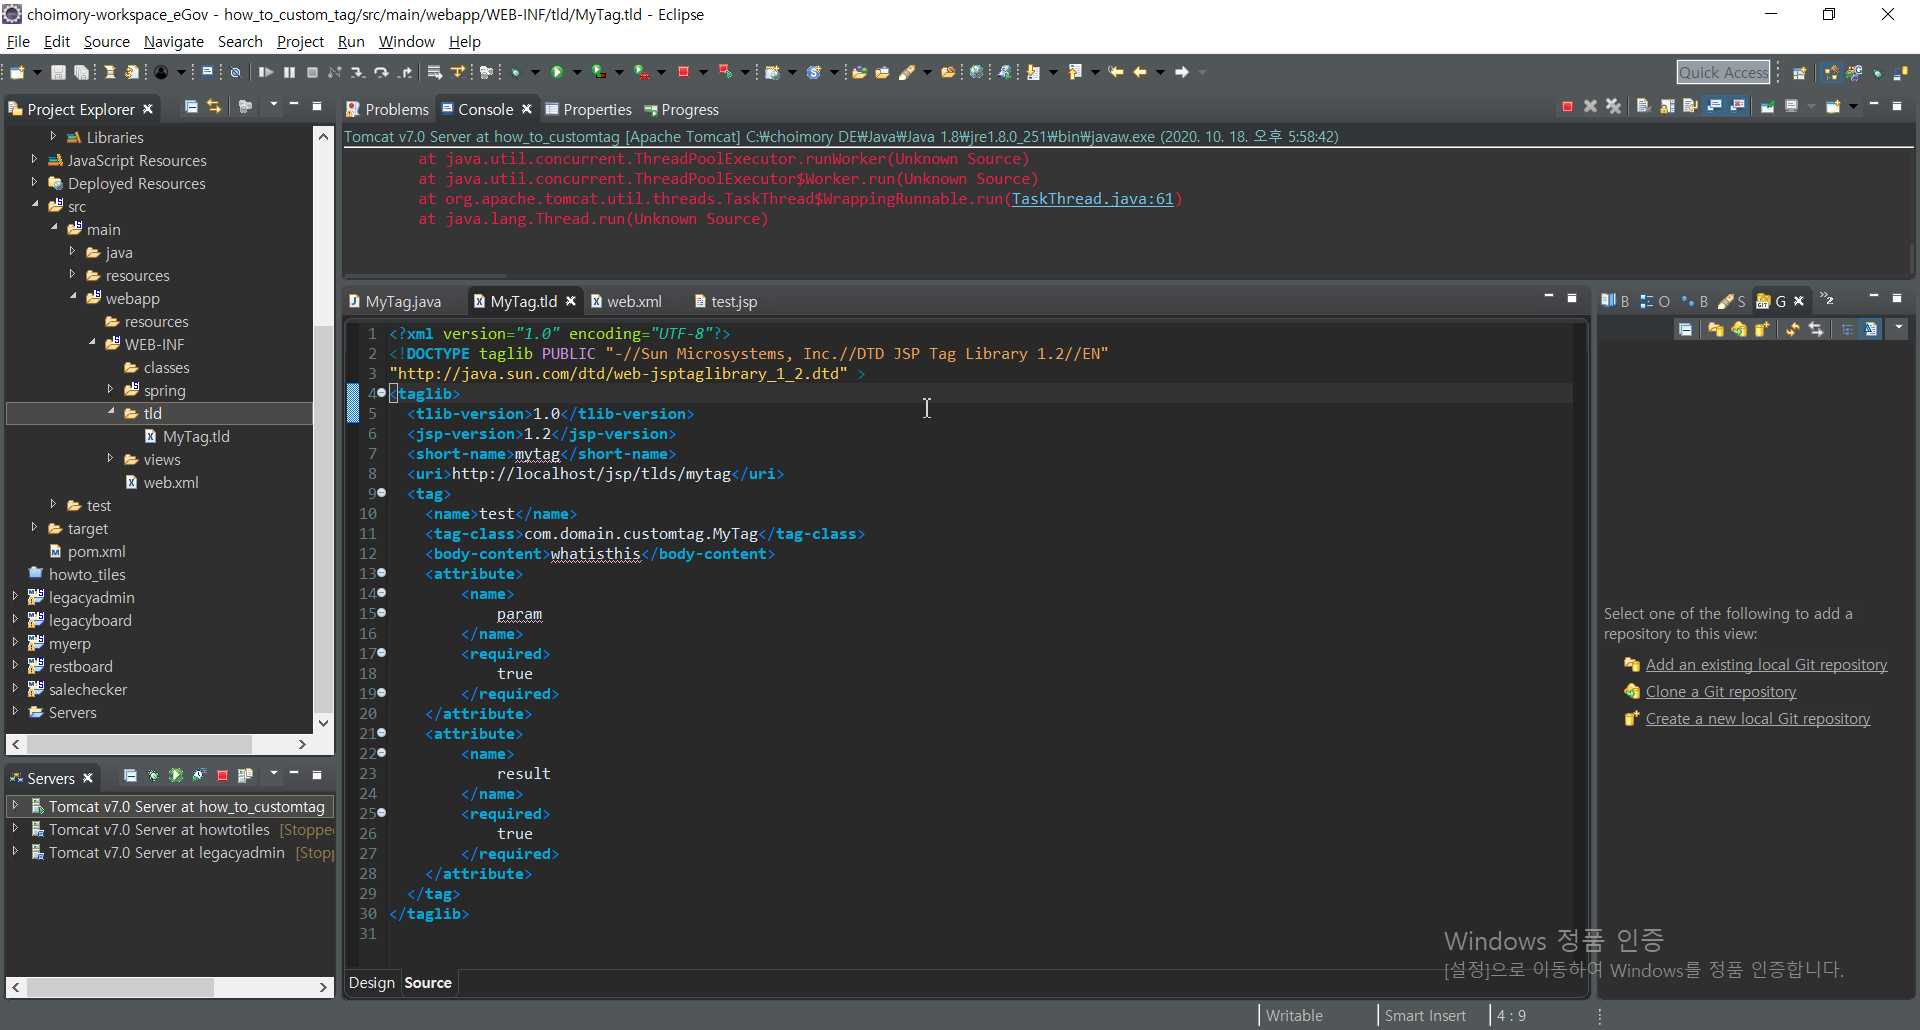 choimory-workspace_eGov - how_to_custom_tag/src/main/webapp/WEB-INF/tld/MyTag.tld - Eclipse
File Edit Source Navigate Search Project Run Window Help
Quick Access
Project Explorer
Libraries
JavaScript Resources
Deployed Resources
src
main
java
resources
webapp
resources
WEB-INF
classes
spring
tld
MyTag.tld
views
web.xml
test
target
pom.xml
howto_tiles
legacyadmin
legacyboard
myerp
restboard
salechecker
Servers
Servers
Tomcat v7.0 Server at how_to_customtag
Tomcat v7.0 Server at howtotiles [Stoppe
Tomcat v7.0 Server at legacyadmin [Stop
Problems Console Properties Progress
Tomcat v7.0 Server at how_to_customtag [Apache Tomcat] C:₩choimory DE₩Java₩Java 1.8₩jre1.8.0_251₩bin₩javaw.exe (2020. 10. 18. 오후 5:58:42)
at java.util.concurrent.ThreadPoolExecutor.runWorker(Unknown Source)
at java.util.concurrent.ThreadPoolExecutor$Worker.run(Unknown Source)
at org.apache.tomcat.util.threads.TaskThread$WrappingRunnable.run(TaskThread.java:61)
at java.lang.Thread.run(Unknown Source)
MyTag.java MyTag.tld web.xml test.jsp
1 <?xml version="1.0" encoding="UTF-8"?>
2 <!DOCTYPE taglib PUBLIC "-//Sun Microsystems, Inc.//DTD JSP Tag Library 1.2//EN"
3 "http://java.sun.com/dtd/web-jsptaglibrary_1_2.dtd" >
4 <taglib>
5 <tlib-version>1.0</tlib-version>
6 <jsp-version>1.2</jsp-version>
7 <short-name>mytag</short-name>
8 <uri>http://localhost/jsp/tlds/mytag</uri>
9 <tag>
10 <name>test</name>
11 <tag-class>com.domain.customtag.MyTag</tag-class>
12 <body-content>whatisthis</body-content>
13 <attribute>
14 <name>
15 param
16 </name>
17 <required>
18 true
19 </required>
20 </attribute>
21 <attribute>
22 <name>
23 result
24 </name>
25 <required>
26 true
27 </required>
28 </attribute>
29 </tag>
30 </taglib>
31
Design Source
B O B S G »2
Select one of the following to add a
repository to this view:
Add an existing local Git repository
Clone a Git repository
Create a new local Git repository
Windows 정품 인증
[설정]으로 이동하여 Windows를 정품 인증합니다.
Writable Smart Insert 4 : 9